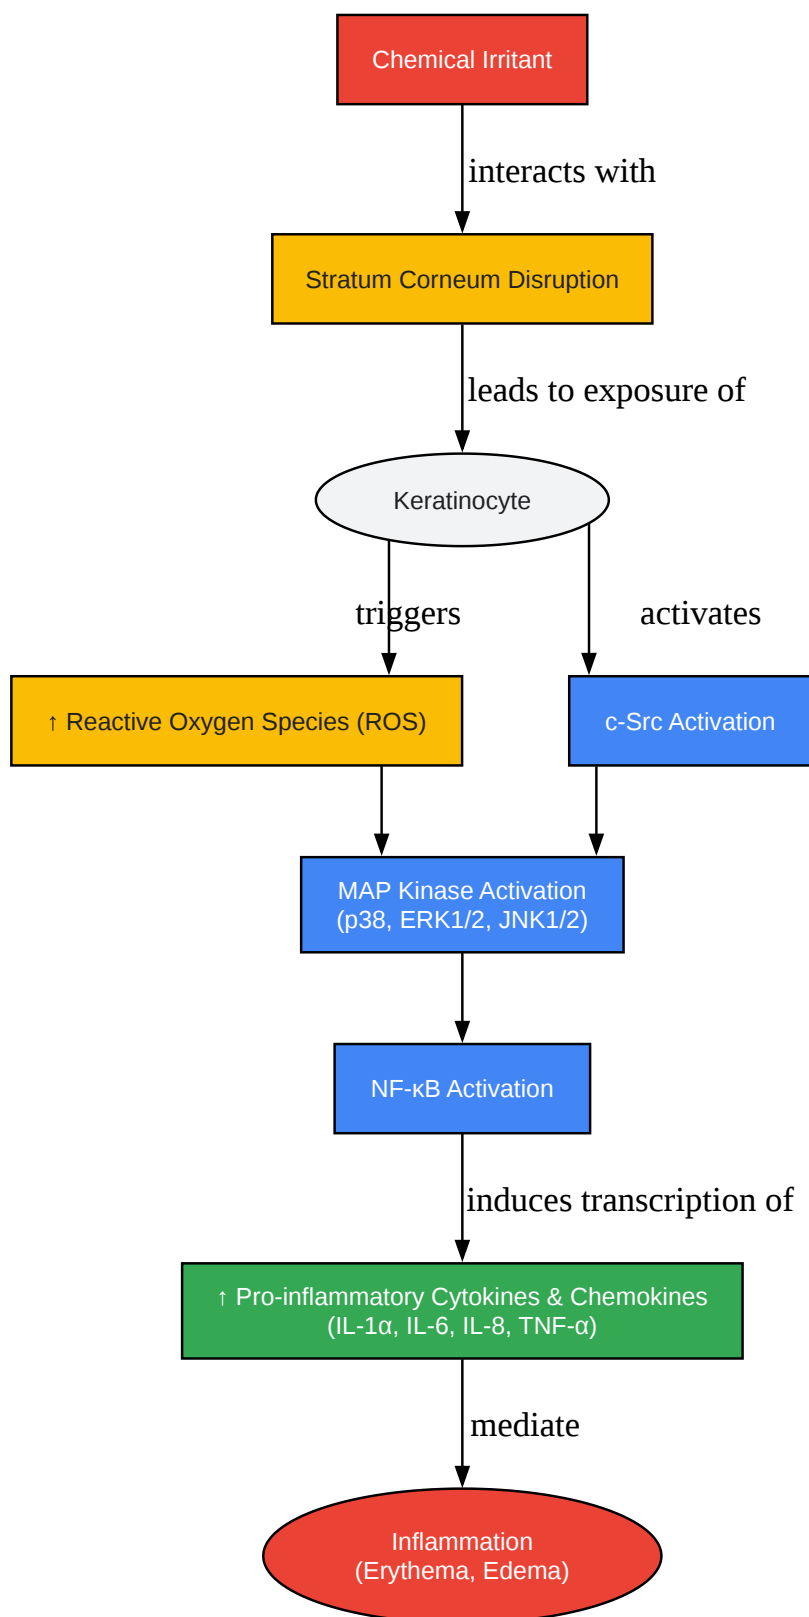 Chemical Irritant
interacts with
Stratum Corneum Disruption
leads to exposure of
Keratinocyte
triggers
activates
↑ Reactive Oxygen Species (ROS)
c-Src Activation
MAP Kinase Activation
(p38, ERK1/2, JNK1/2)
NF-κB Activation
induces transcription of
↑ Pro-inflammatory Cytokines & Chemokines
(IL-1α, IL-6, IL-8, TNF-α)
mediate
Inflammation
(Erythema, Edema)